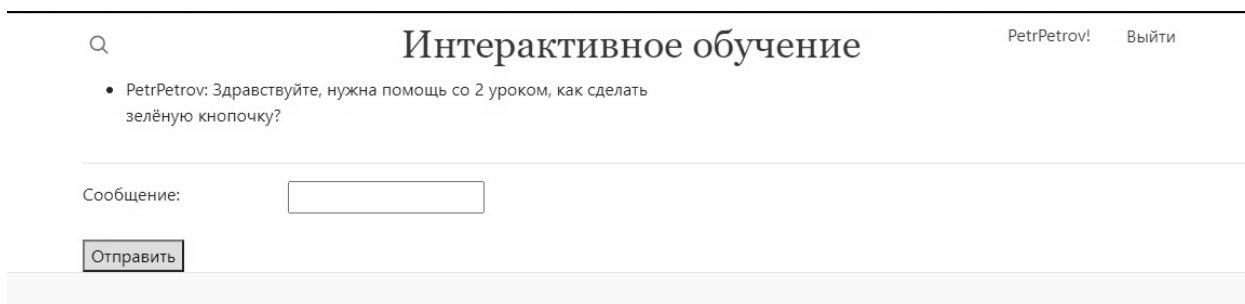 Интерактивное обучение
PetrPetrov!
Выйти
PetrPetrov: Здравствуйте, нужна помощь со 2 уроком, как сделать
зелёную кнопочку?
Сообщение:
Отправить